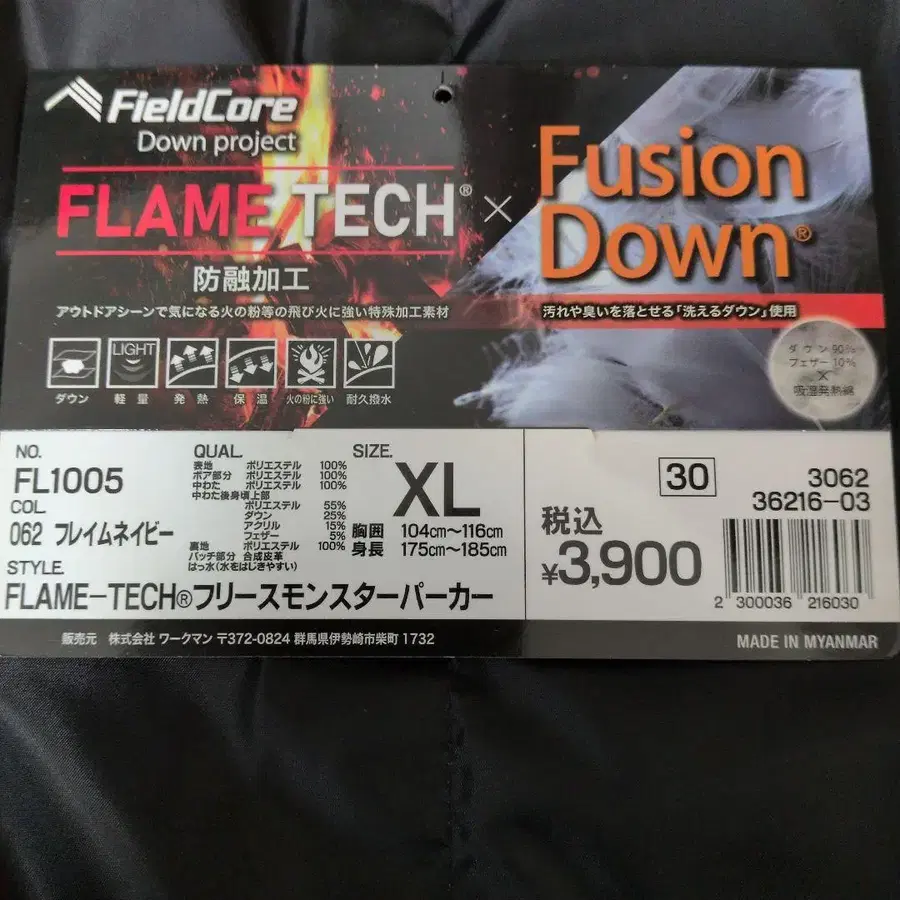 FieldCore
Down project
FLAME TECH® × Fusion Down®
防融加工
アウトドアシーンで気になる火の粉等の飛び火に強い特殊加工素材
汚れや臭いを落とせる「洗えるダウン」使用
ダウン90%
フェザー10%
×
吸湿発熱綿
LIGHT
ダウン 軽量 発熱 保温 火の粉に強い 耐久撥水
NO.
FL1005
COL.
062 フレイムネイビー
STYLE.
FLAME-TECH®フリースモンスターパーカー
QUAL.
表地 ポリエステル 100%
ボア部分 ポリエステル 100%
中わた ポリエステル 100%
中わた後身頃上部
ポリエステル 55%
ダウン 25%
アクリル 15%
フェザー 5%
裏地 ポリエステル 100%
パッチ部分 合成皮革
はっ水(水をはじきやすい)
SIZE.
XL
胸囲 104cm〜116cm
身長 175cm〜185cm
30
3062
36216-03
税込
¥3,900
2 300036 216030
販売元 株式会社 ワークマン 〒372-0824 群馬県伊勢崎市柴町 1732
MADE IN MYANMAR